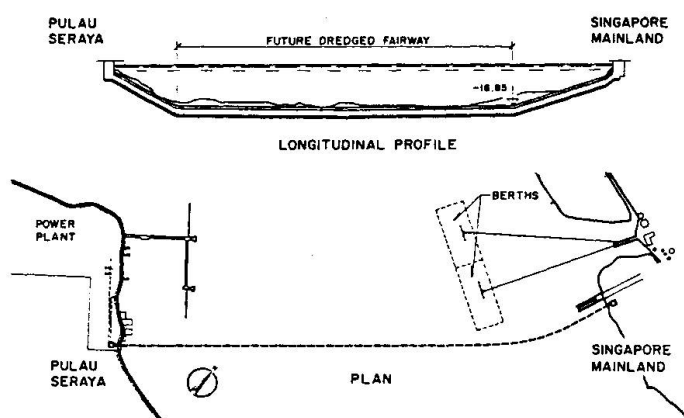 PULAU
SERAYA
SINGAPORE
MAINLAND
FUTURE DREDGED FAIRWAY
-16.85
LONGITUDINAL PROFILE
POWER
PLANT
BERTHS
PULAU
SERAYA
PLAN
SINGAPORE
MAINLAND